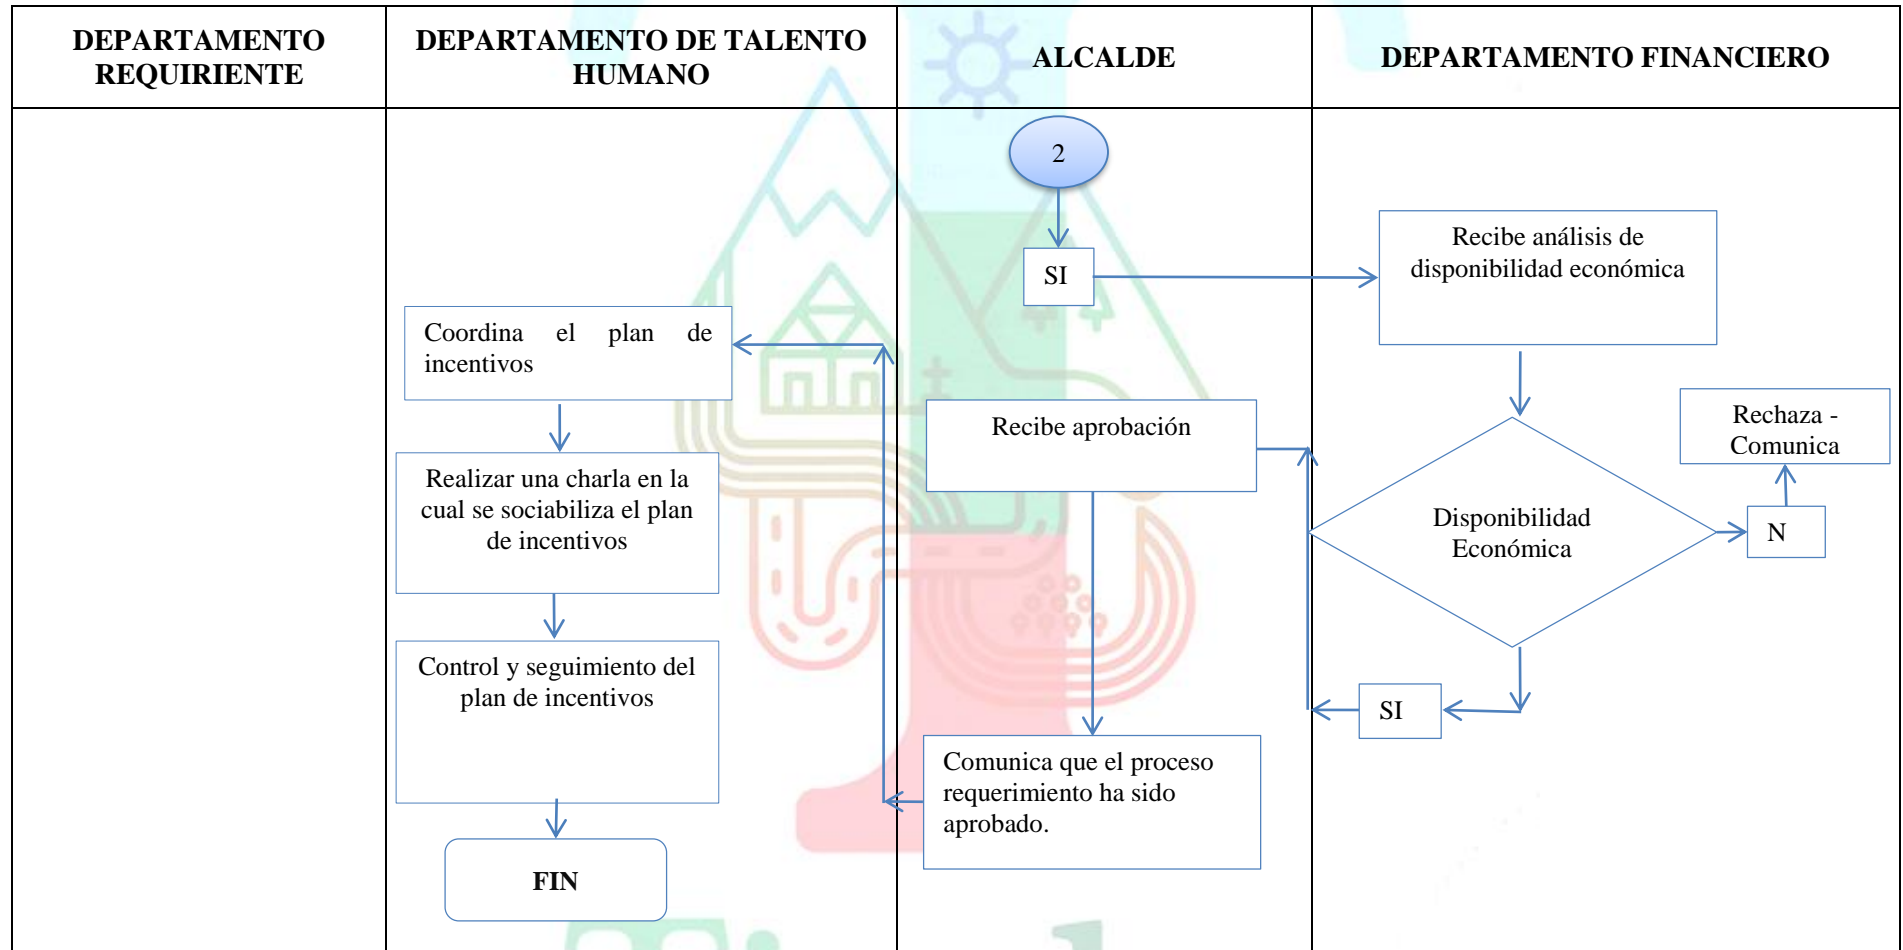 DEPARTAMENTO
REQUIRIENTE
DEPARTAMENTO DE TALENTO
HUMANO
ALCALDE
DEPARTAMENTO FINANCIERO
2
SI
Recibe análisis de
disponibilidad económica
Coordina el plan de
incentivos
Recibe aprobación
Rechaza -
Comunica
Realizar una charla en la
cual se sociabiliza el plan
de incentivos
Disponibilidad
Económica
N
Control y seguimiento del
plan de incentivos
SI
Comunica que el proceso
requerimiento ha sido
aprobado.
FIN